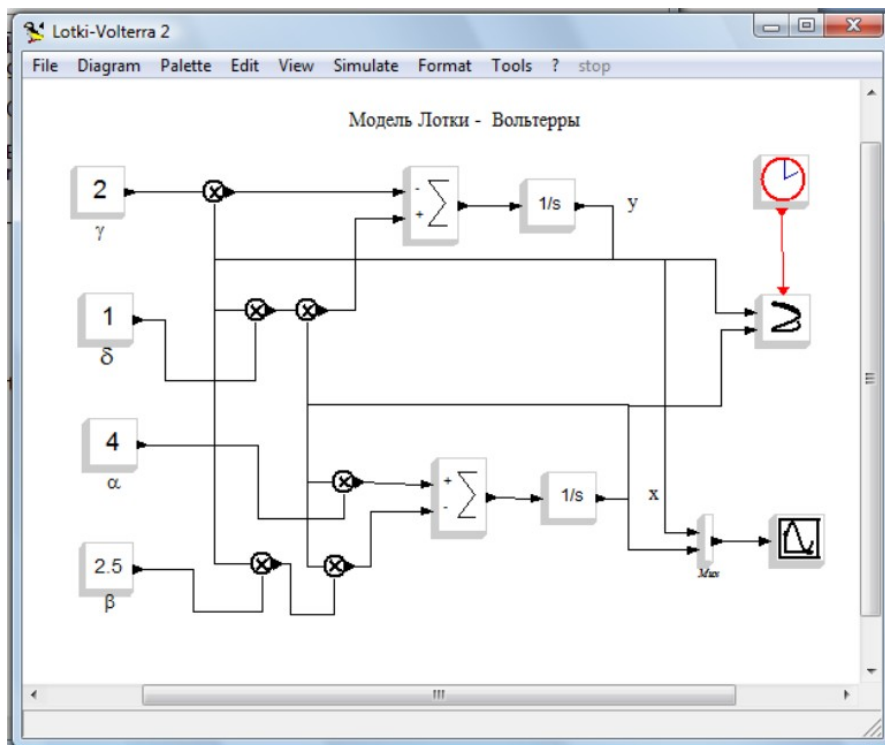 Lotki-Volterra 2
File Diagram Palette Edit View Simulate Format Tools ? stop
Модель Лотки - Вольтерры
2
γ
- +
1/s
y
1
δ
4
α
+ -
1/s
x
2.5
β
Mux